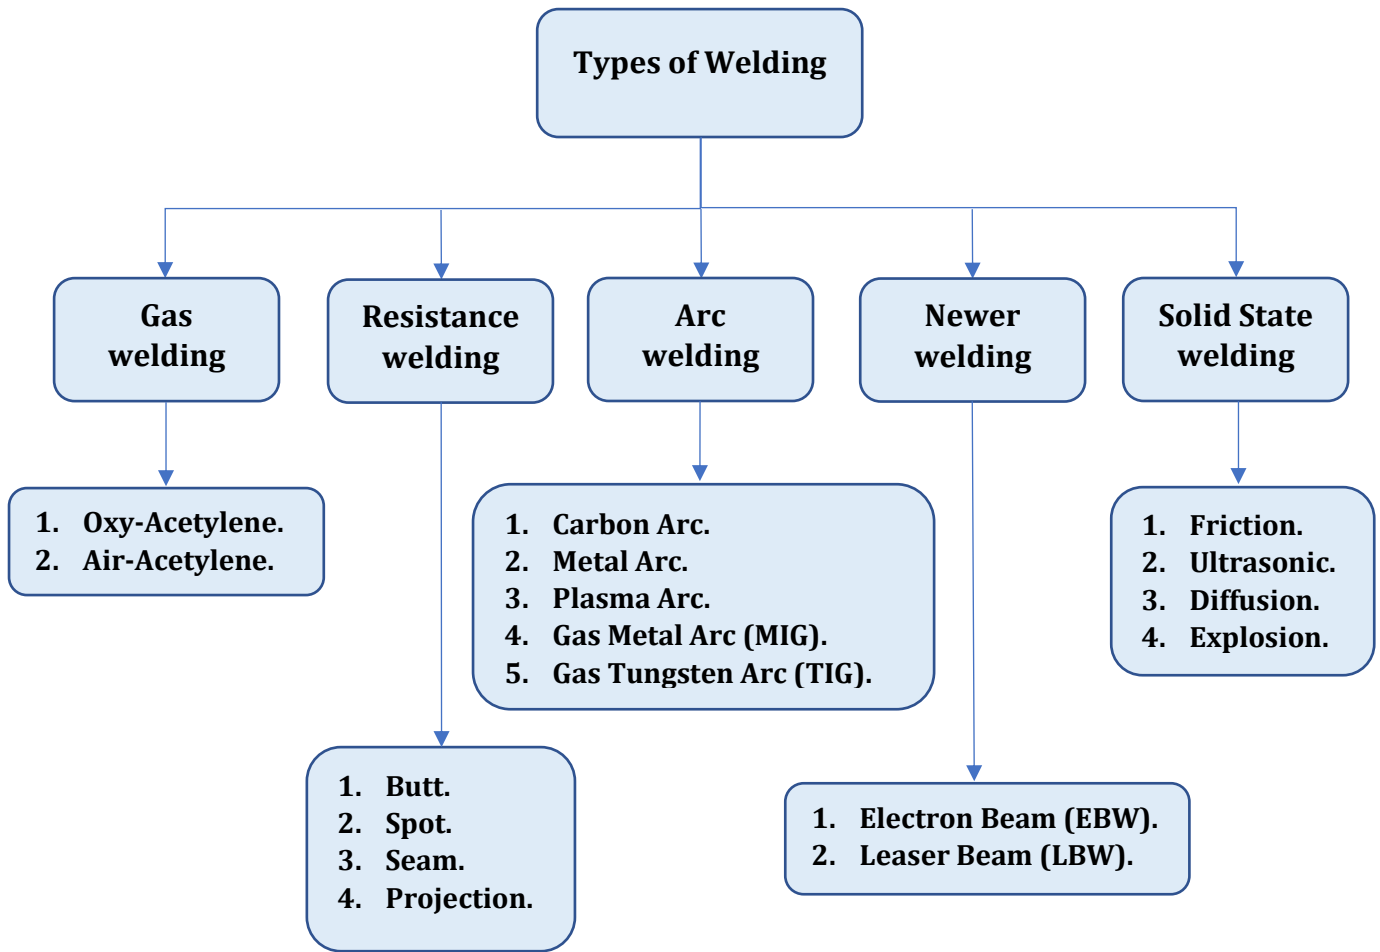 Types of Welding
Gas
welding
Resistance
welding
Arc
welding
Newer
welding
Solid State
welding
1. Oxy-Acetylene.
2. Air-Acetylene.
1. Butt.
2. Spot.
3. Seam.
4. Projection.
1. Carbon Arc.
2. Metal Arc.
3. Plasma Arc.
4. Gas Metal Arc (MIG).
5. Gas Tungsten Arc (TIG).
1. Electron Beam (EBW).
2. Leaser Beam (LBW).
1. Friction.
2. Ultrasonic.
3. Diffusion.
4. Explosion.